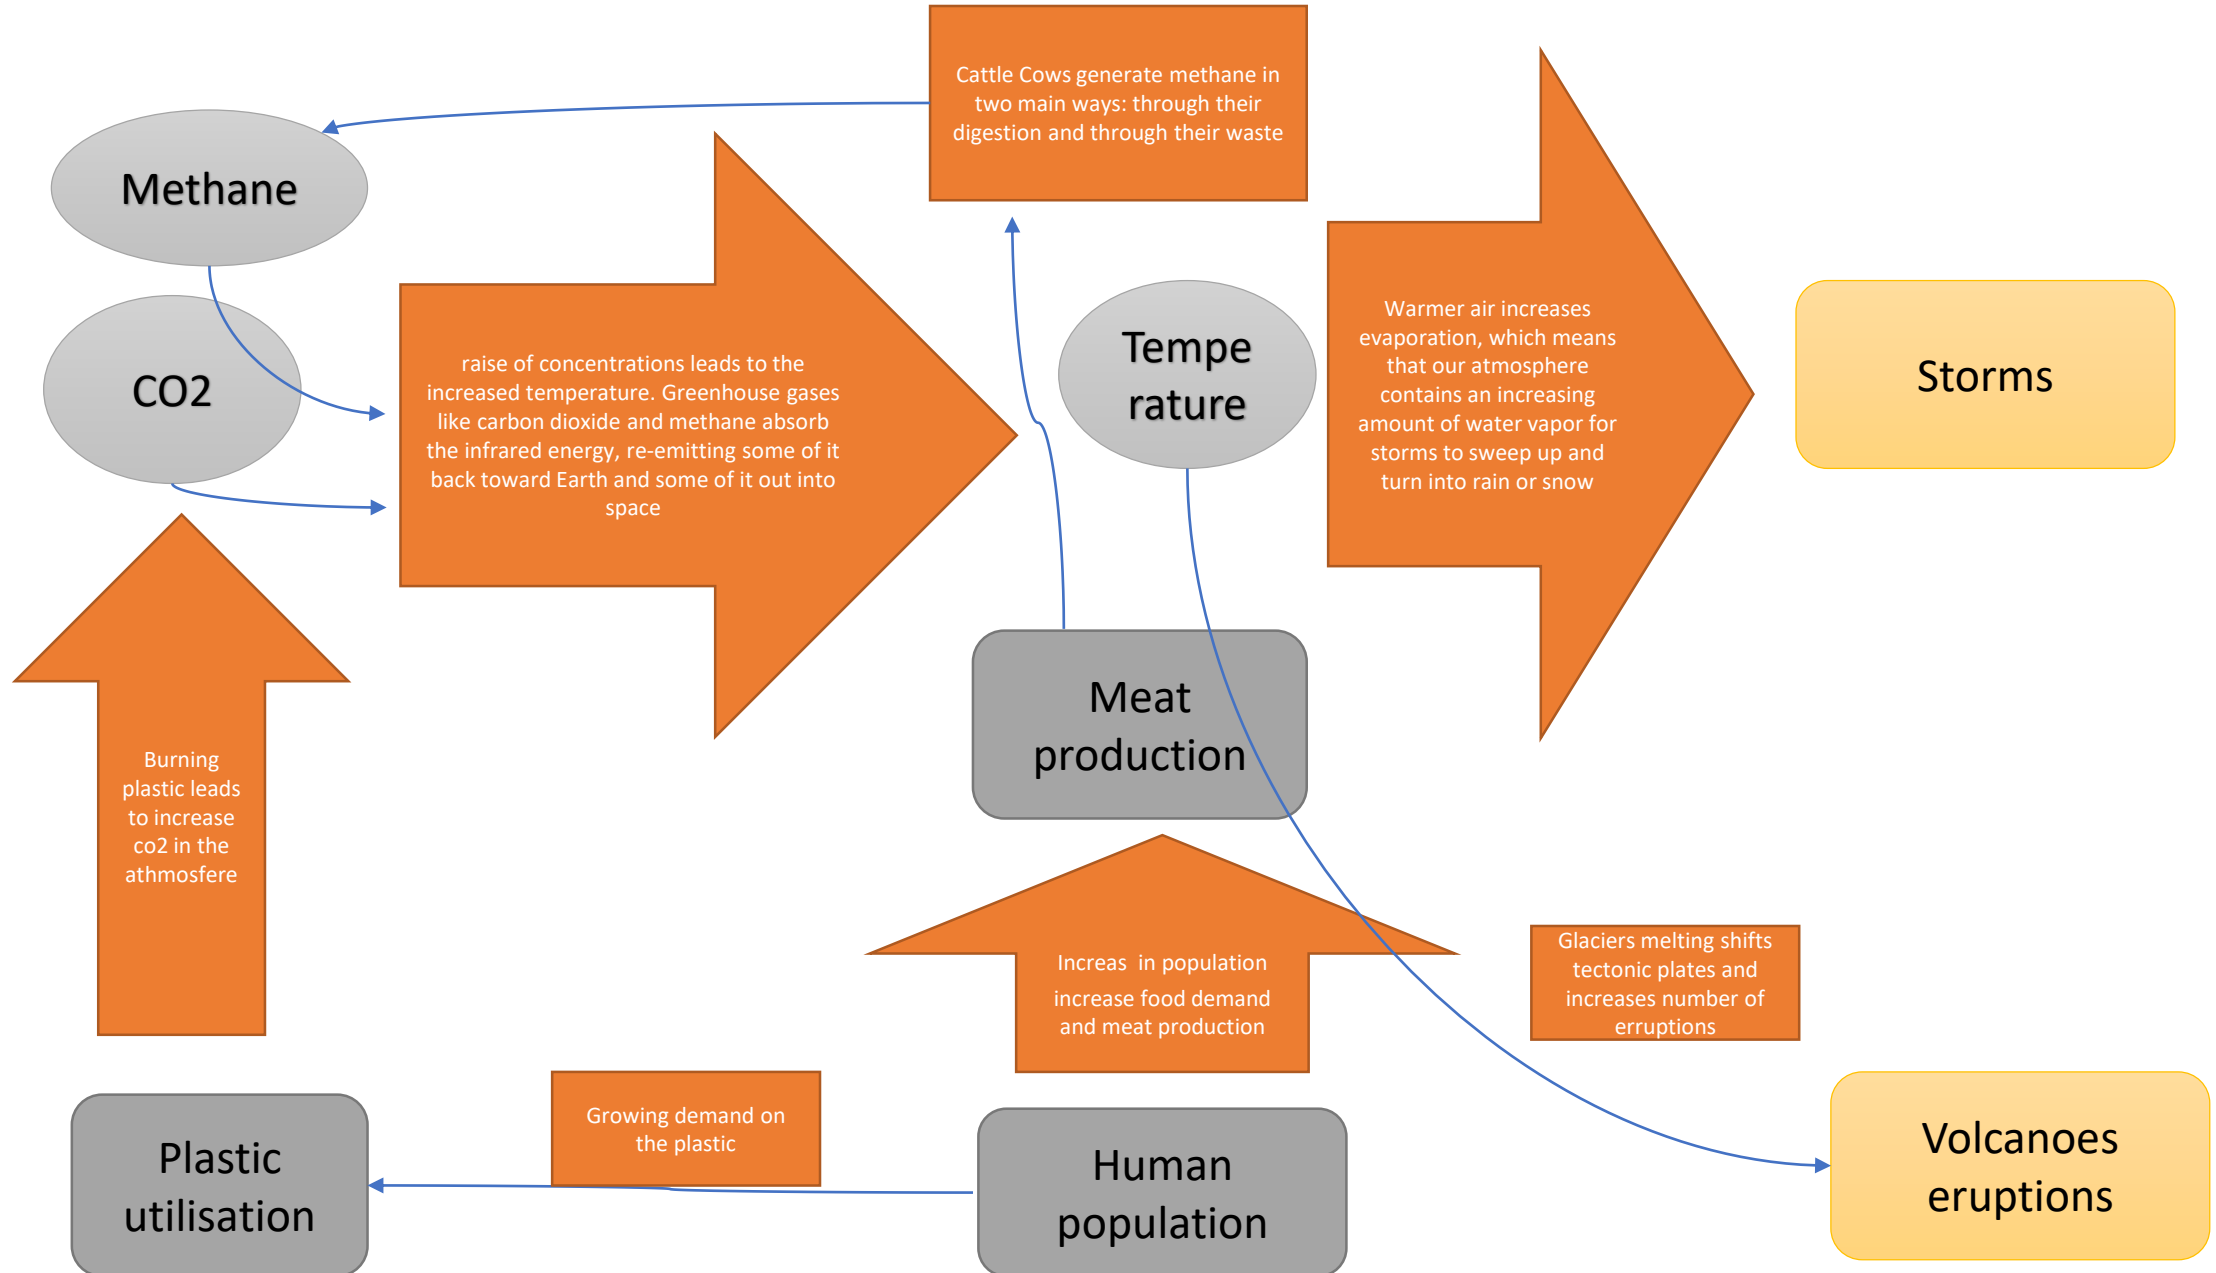 Cattle Cows generate methane in
two main ways: through their
digestion and through their waste
Methane
CO2
raise of concentrations leads to the
increased temperature. Greenhouse gases
like carbon dioxide and methane absorb
the infrared energy, re-emitting some of it
back toward Earth and some of it out into
space
Tempe
rature
Warmer air increases
evaporation, which means
that our atmosphere
contains an increasing
amount of water vapor for
storms to sweep up and
turn into rain or snow
Storms
Burning
plastic leads
to increase
co2 in the
athmosfere
Meat
production
Increas  in population
increase food demand
and meat production
Glaciers melting shifts
tectonic plates and
increases number of
erruptions
Plastic
utilisation
Growing demand on
the plastic
Human
population
Volcanoes
eruptions